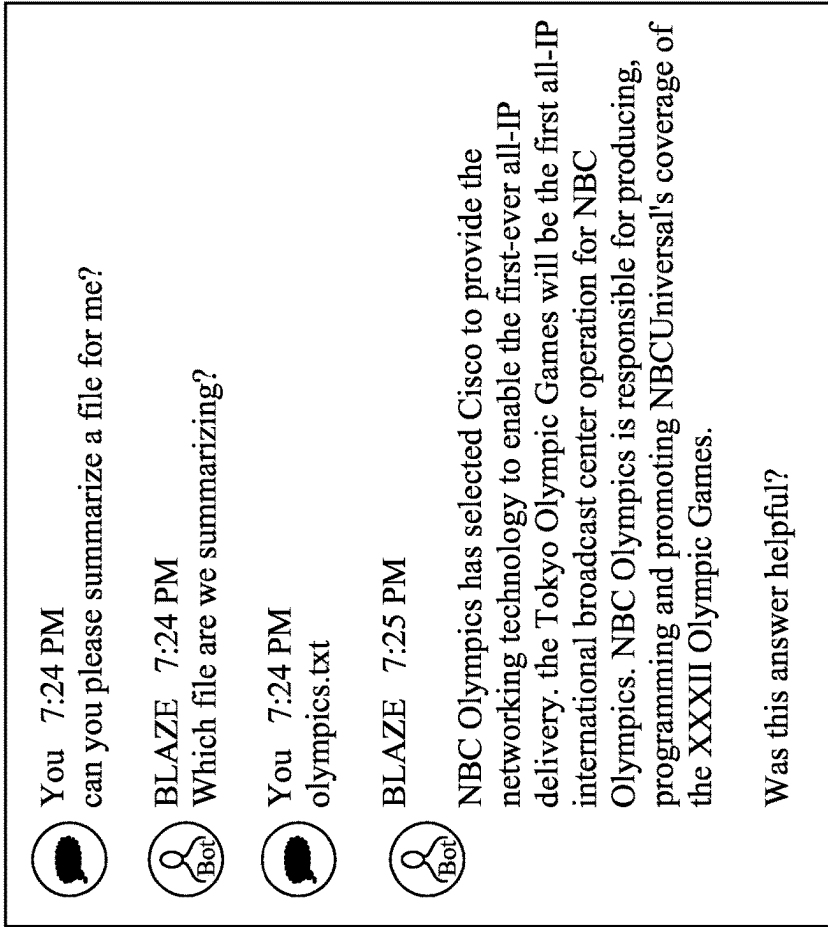 You 7:24 PM
can you please summarize a file for me?
Bot
BLAZE 7:24 PM
Which file are we summarizing?
You 7:24 PM
olympics.txt
Bot
BLAZE 7:25 PM
NBC Olympics has selected Cisco to provide the
networking technology to enable the first-ever all-IP
delivery. the Tokyo Olympic Games will be the first all-IP
international broadcast center operation for NBC
Olympics. NBC Olympics is responsible for producing,
programming and promoting NBCUniversal's coverage of
the XXXII Olympic Games.
Was this answer helpful?